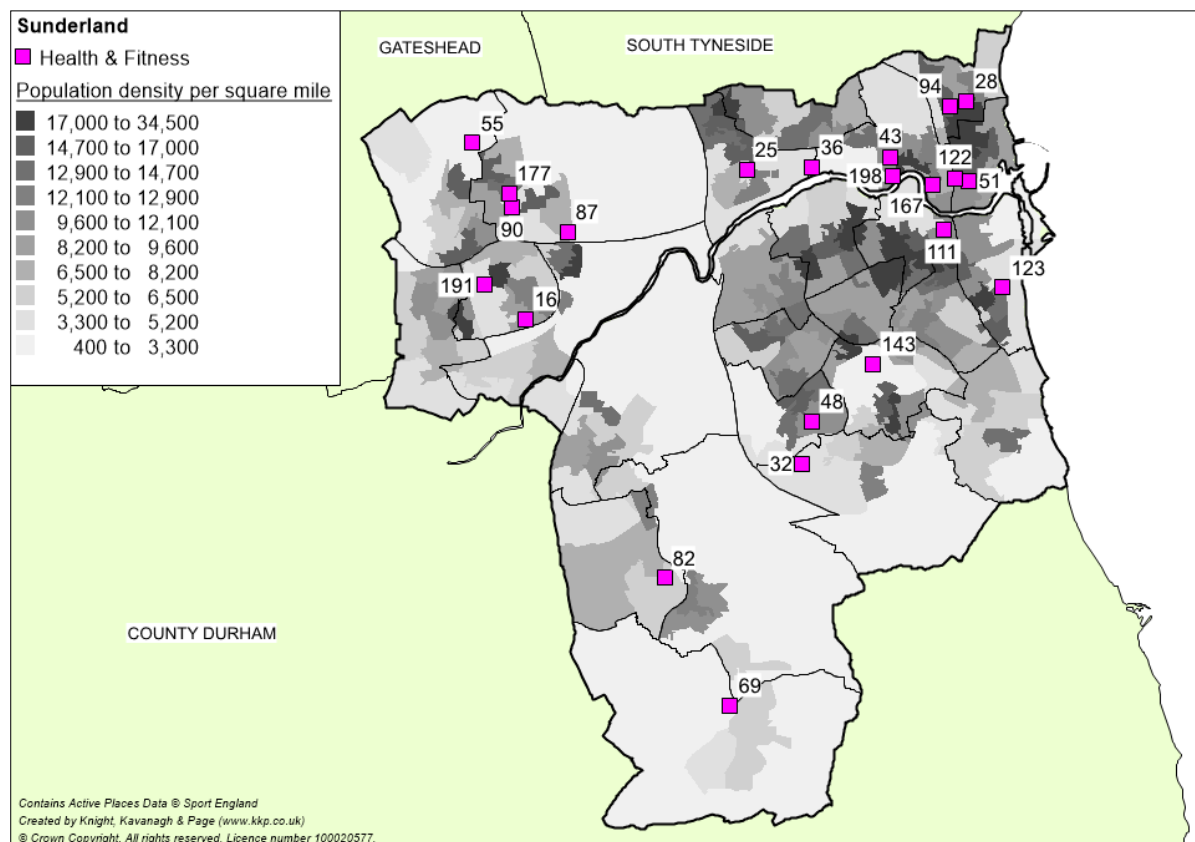 Sunderland
Health & Fitness
Population density per square mile
17,000 to 34,500
14,700 to 17,000
12,900 to 14,700
12,100 to 12,900
9,600 to 12,100
8,200 to 9,600
6,500 to 8,200
5,200 to 6,500
3,300 to 5,200
400 to 3,300
GATESHEAD
SOUTH TYNESIDE
94
28
55
25
36
43
122
198
51
177
167
90
87
111
123
191
16
143
48
32
82
COUNTY DURHAM
69
Contains Active Places Data © Sport England
Created by Knight, Kavanagh & Page (www.kkp.co.uk)
© Crown Copyright. All rights reserved. Licence number 100020577.